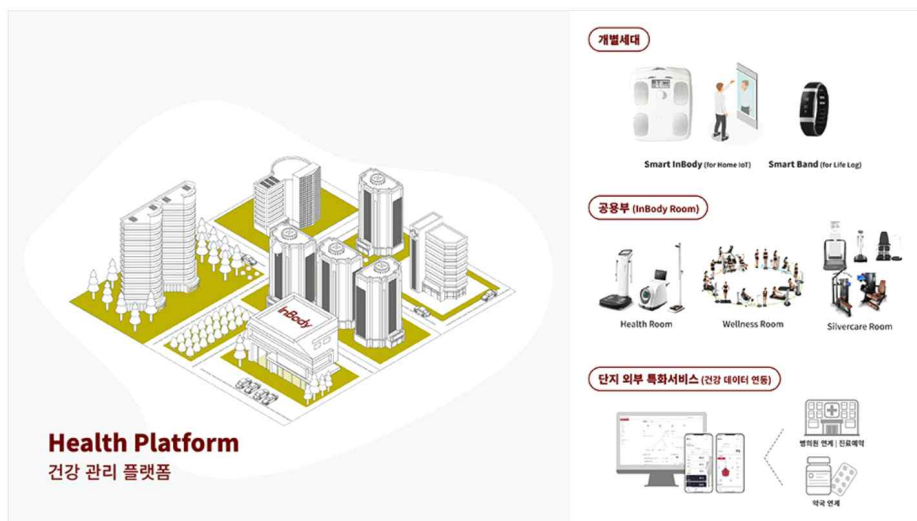 InBody
Health Platform
건강 관리 플랫폼
개별세대
Smart InBody (for Home IoT)
Smart Band (for Life Log)
공용부 (InBody Room)
Health Room
Wellness Room
Silvercare Room
단지 외부 특화서비스 (건강 데이터 연동)
병의원 연계 | 진료예약
약국 연계